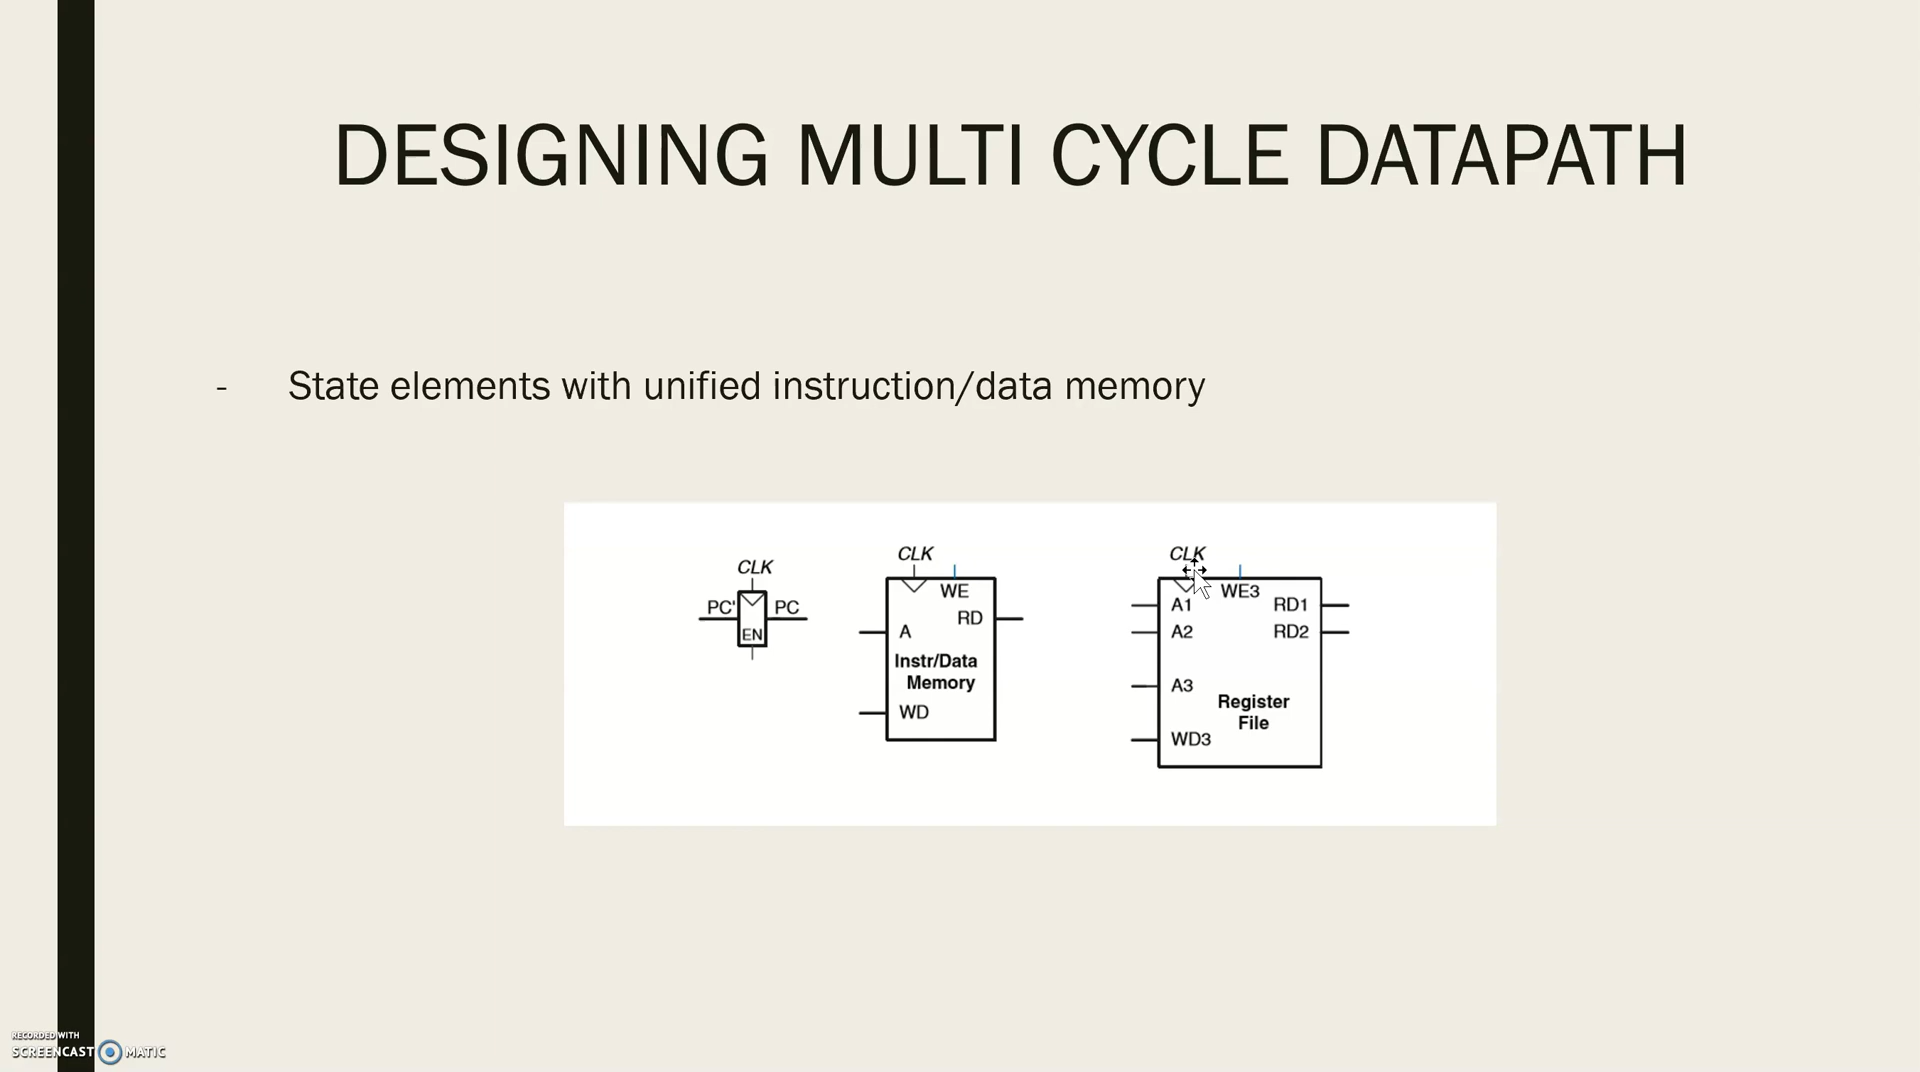 DESIGNING MULTI CYCLE DATAPATH
- State elements with unified instruction/data memory
CLK
PC'
PC
EN
CLK
WE
RD
A
Instr/Data
Memory
WD
CLK
WE3
A1
RD1
A2
RD2
A3
Register
File
WD3
RECORDED WITH
SCREENCAST MATIC